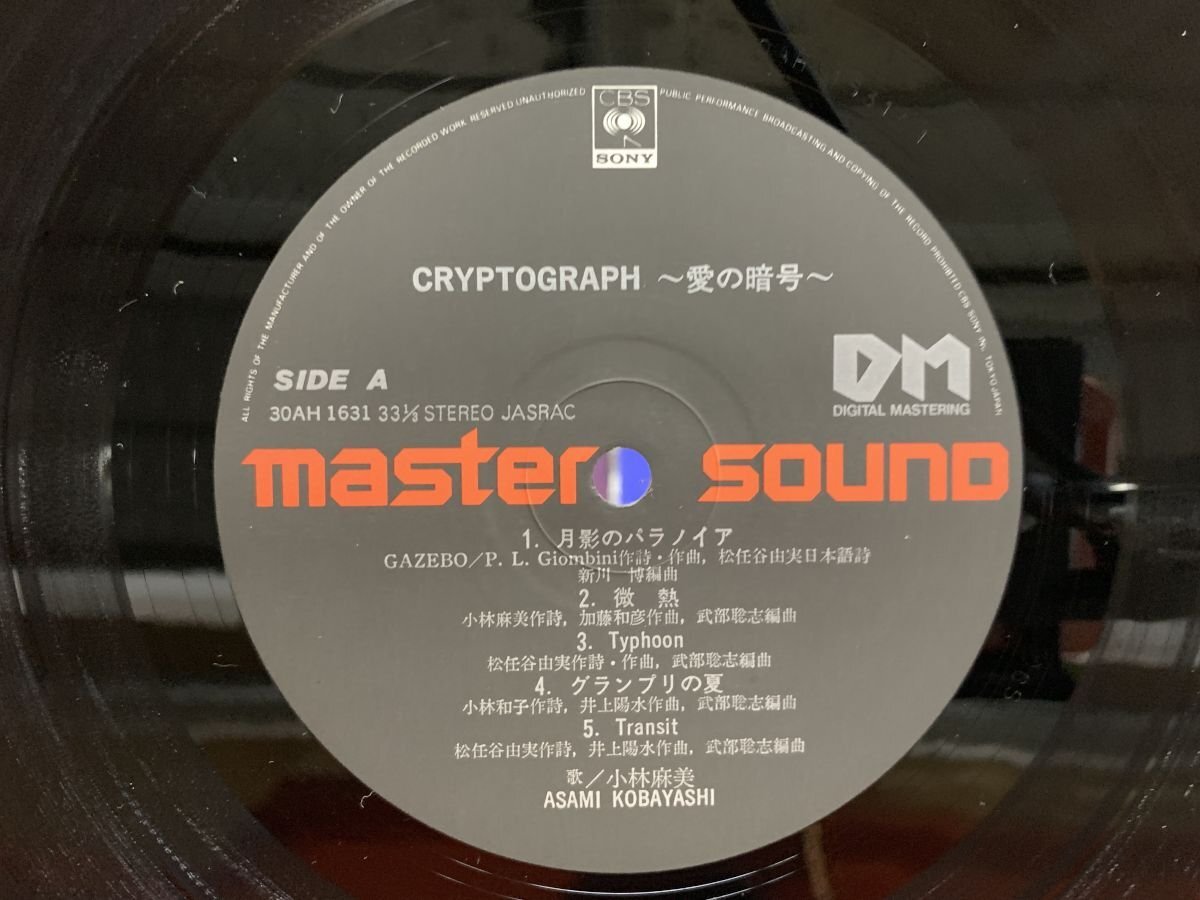 ALL RIGHTS OF THE MANUFACTURER AND OF THE OWNER OF THE RECORDED WORK RESERVED UNAUTHORIZED PUBLIC PERFORMANCE BROADCASTING AND COPYING OF THE RECORD PROHIBITED CBS SONY INC. TOKYO JAPAN
CBS
SONY
CRYPTOGRAPH ～愛の暗号～
DM
DIGITAL MASTERING
SIDE A
30AH 1631 33⅓ STEREO JASRAC
master sound
1. 月影のパラノイア
GAZEBO/P. L. Giombini作詩・作曲, 松任谷由実日本語詩
新川 博編曲
2. 微 熱
小林麻美作詩, 加藤和彦作曲, 武部聡志編曲
3. Typhoon
松任谷由実作詩・作曲, 武部聡志編曲
4. グランプリの夏
小林和子作詩, 井上陽水作曲, 武部聡志編曲
5. Transit
松任谷由実作詩, 井上陽水作曲, 武部聡志編曲
歌/小林麻美
ASAMI KOBAYASHI